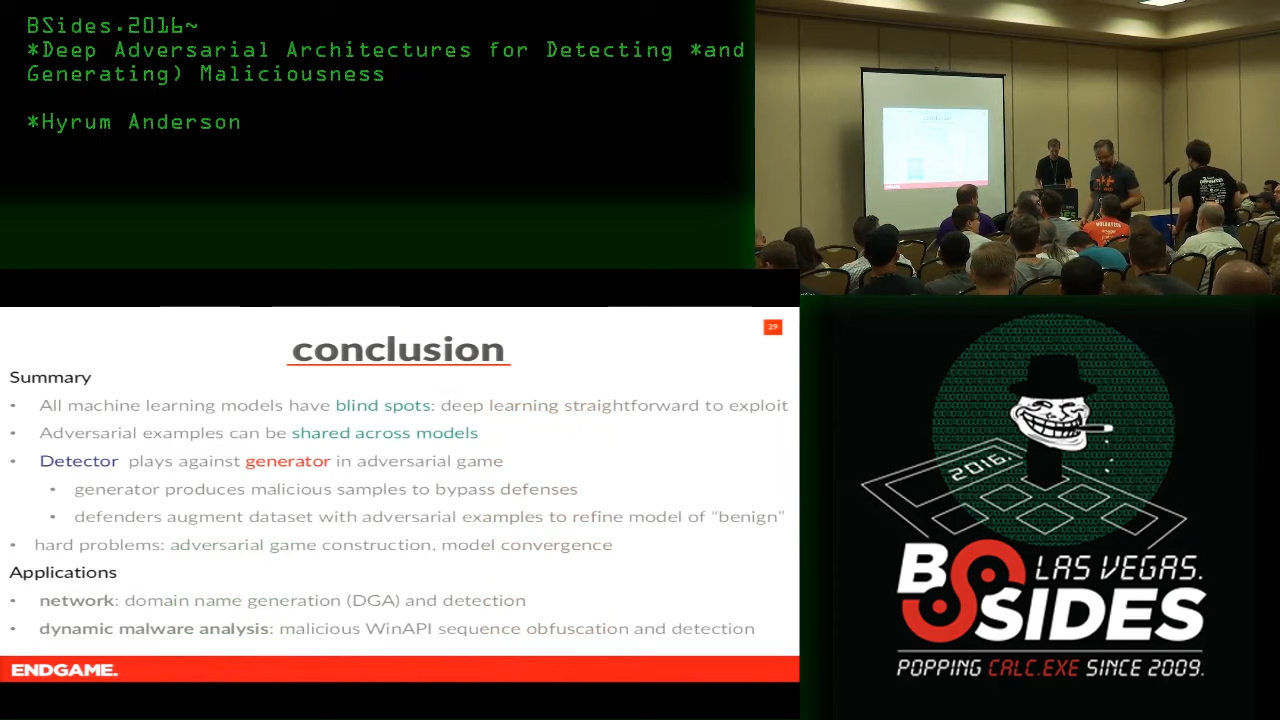 BSides.2016~
*Deep Adversarial Architectures for Detecting *and
Generating) Maliciousness
*Hyrum Anderson
29
conclusion
Summary
• All machine learning models have blind spots: deep learning straightforward to exploit
• Adversarial examples can be shared across models
• Detector plays against generator in adversarial game
• generator produces malicious samples to bypass defenses
• defenders augment dataset with adversarial examples to refine model of “benign”
• hard problems: adversarial game construction, model convergence
Applications
• network: domain name generation (DGA) and detection
• dynamic malware analysis: malicious WinAPI sequence obfuscation and detection
ENDGAME.
2016.
BSIDES
LAS VEGAS.
POPPING CALC.EXE SINCE 2009.